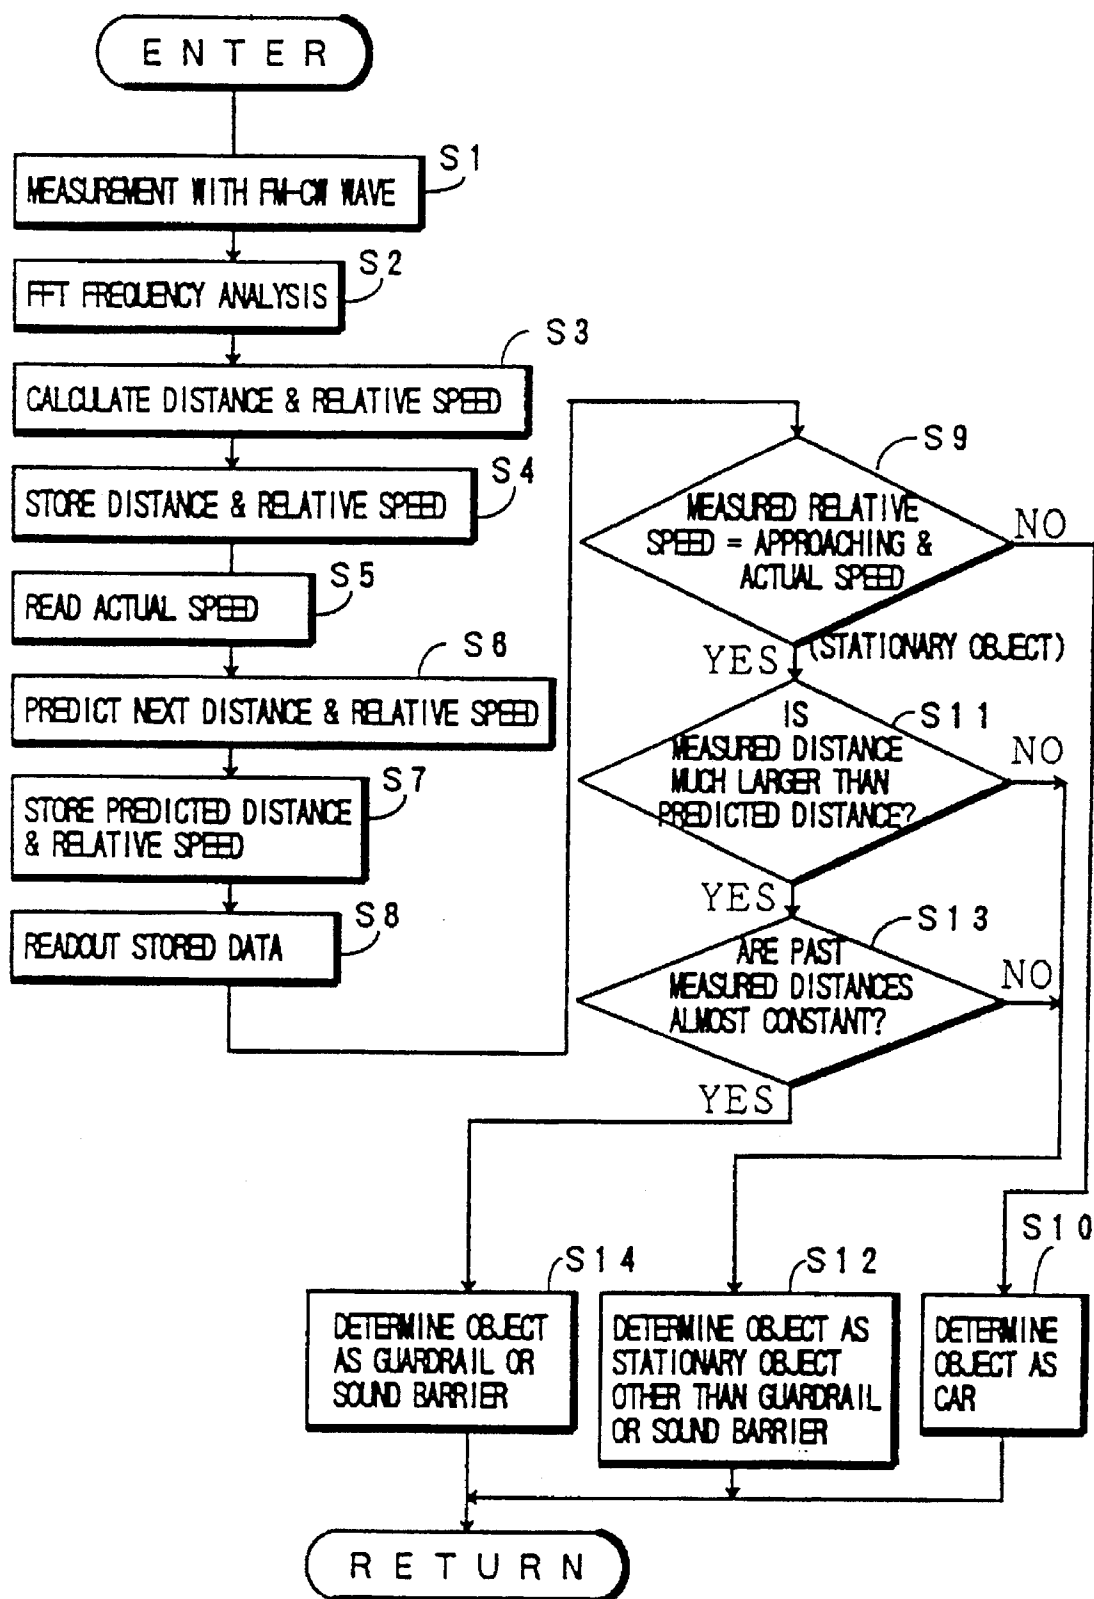 ENTER
S1
MEASUREMENT WITH FM-CW WAVE
S2
FFT FREQUENCY ANALYSIS
S3
CALCULATE DISTANCE & RELATIVE SPEED
S4
STORE DISTANCE & RELATIVE SPEED
S5
READ ACTUAL SPEED
S6
PREDICT NEXT DISTANCE & RELATIVE SPEED
S7
STORE PREDICTED DISTANCE
& RELATIVE SPEED
S8
READOUT STORED DATA
S9
MEASURED RELATIVE
SPEED = APPROACHING &
ACTUAL SPEED
NO
YES
(STATIONARY OBJECT)
S11
IS
MEASURED DISTANCE
MUCH LARGER THAN
PREDICTED DISTANCE?
NO
YES
S13
ARE PAST
MEASURED DISTANCES
ALMOST CONSTANT?
NO
YES
S14
DETERMINE OBJECT
AS GUARDRAIL OR
SOUND BARRIER
S12
DETERMINE OBJECT AS
STATIONARY OBJECT
OTHER THAN GUARDRAIL
OR SOUND BARRIER
S10
DETERMINE
OBJECT AS
CAR
RETURN